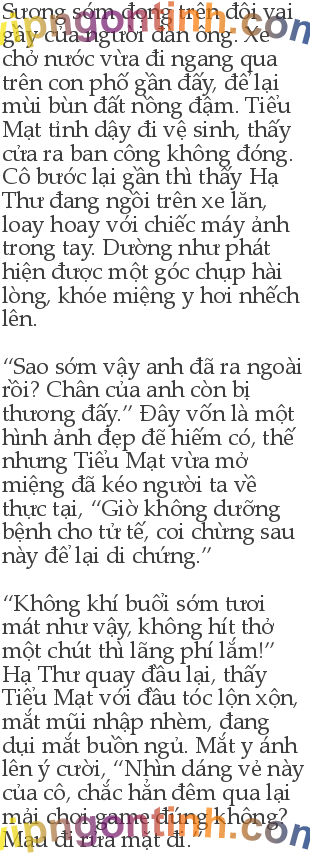 Sương sớm đọng trên đôi vai
gầy của người đàn ông. Xe
chở nước vừa đi ngang qua
trên con phố gần đấy, để lại
mùi bùn đất nồng đậm. Tiểu
Mạt tỉnh dậy đi vệ sinh, thấy
cửa ra ban công không đóng.
Cô bước lại gần thì thấy Hạ
Thư đang ngồi trên xe lăn,
loay hoay với chiếc máy ảnh
trong tay. Dường như phát
hiện được một góc chụp hài
lòng, khóe miệng y hơi nhếch
lên.
“Sao sớm vậy anh đã ra ngoài
rồi? Chân của anh còn bị
thương đấy.” Đây vốn là một
hình ảnh đẹp đẽ hiếm có, thế
nhưng Tiểu Mạt vừa mở
miệng đã kéo người ta về
thực tại, “Giờ không dưỡng
bệnh cho tử tế, coi chừng sau
này để lại di chứng.”
“Không khí buổi sớm tươi
mát như vậy, không hít thở
một chút thì lãng phí lắm!”
Hạ Thư quay đầu lại, thấy
Tiểu Mạt với đầu tóc lộn xộn,
mắt mũi nhập nhèm, đang
dụi mắt buồn ngủ. Mắt y ánh
lên ý cười, “Nhìn dáng vẻ này
của cô, chắc hẳn đêm qua lại
mải chơi game đúng không?
Mau đi rửa mặt đi.”
vipngontinh.com
vipngontinh.com